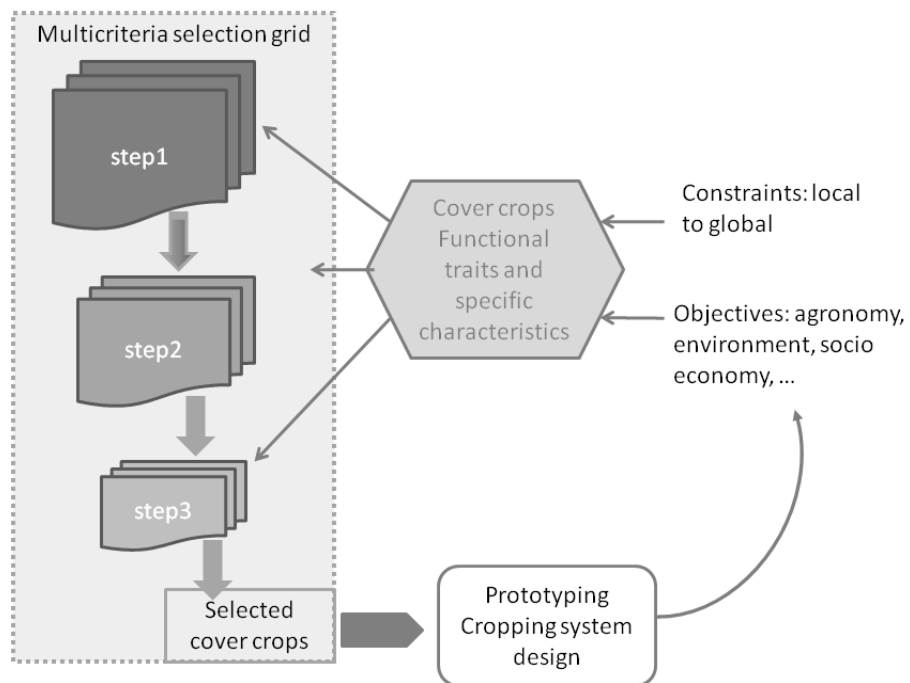 Multicriteria selection grid
step1
step2
step3
Selected
cover crops
Cover crops
Functional
traits and
specific
characteristics
Constraints: local
to global
Objectives: agronomy,
environment, socio
economy, ...
Prototyping
Cropping system
design